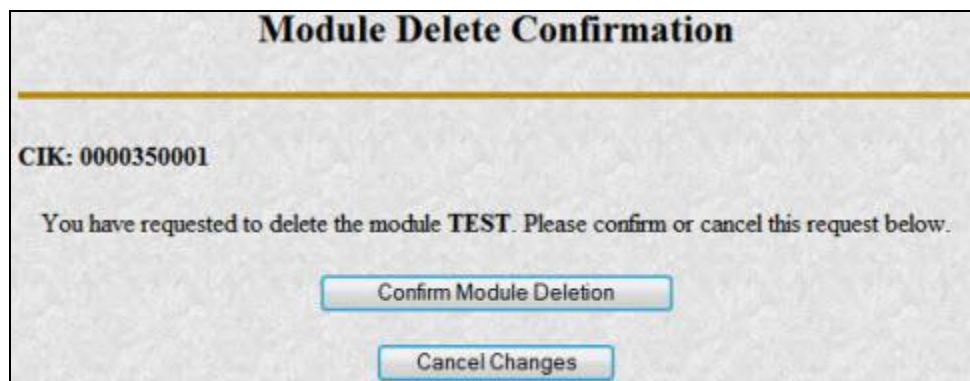 Module Delete Confirmation
CIK: 0000350001
You have requested to delete the module TEST. Please confirm or cancel this request below.
Confirm Module Deletion
Cancel Changes